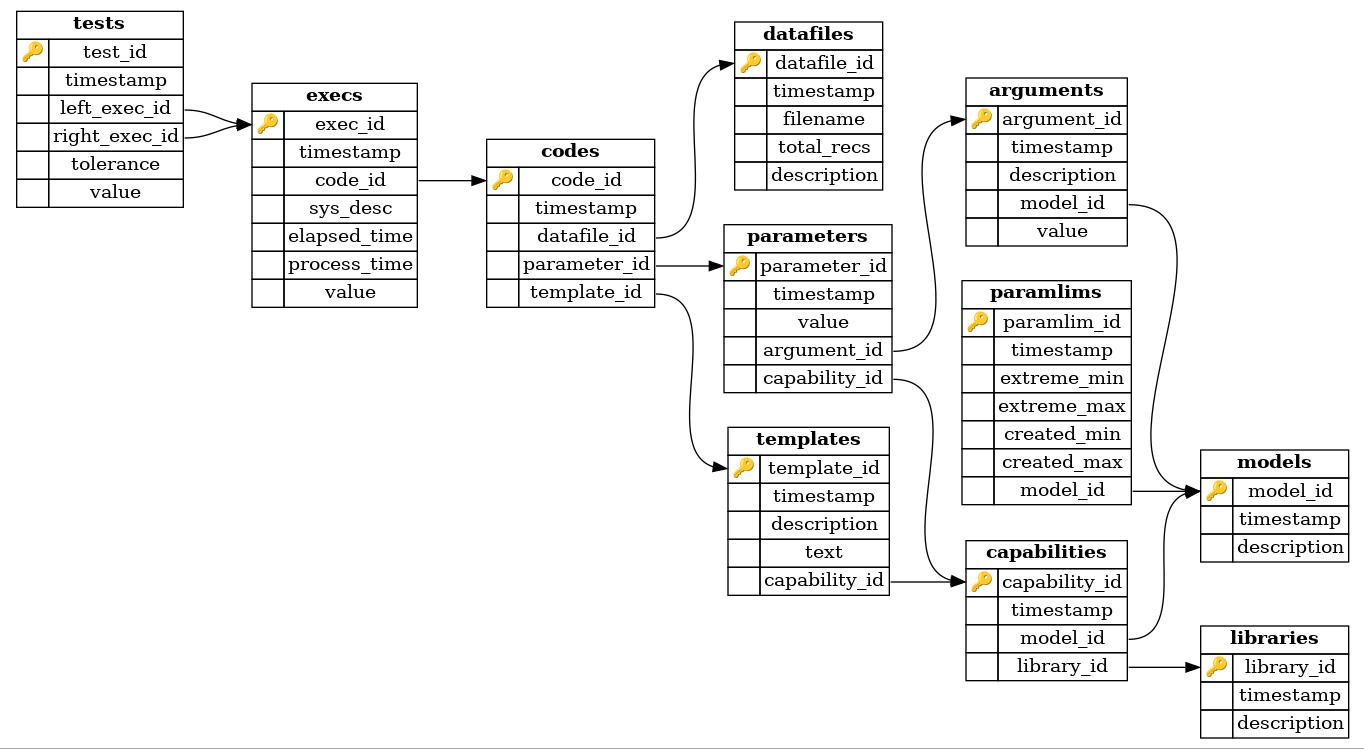 tests
test_id
timestamp
left_exec_id
right_exec_id
tolerance
value
execs
exec_id
timestamp
code_id
sys_desc
elapsed_time
process_time
value
codes
code_id
timestamp
datafile_id
parameter_id
template_id
datafiles
datafile_id
timestamp
filename
total_recs
description
parameters
parameter_id
timestamp
value
argument_id
capability_id
templates
template_id
timestamp
description
text
capability_id
arguments
argument_id
timestamp
description
model_id
value
paramlims
paramlim_id
timestamp
extreme_min
extreme_max
created_min
created_max
model_id
capabilities
capability_id
timestamp
model_id
library_id
models
model_id
timestamp
description
libraries
library_id
timestamp
description